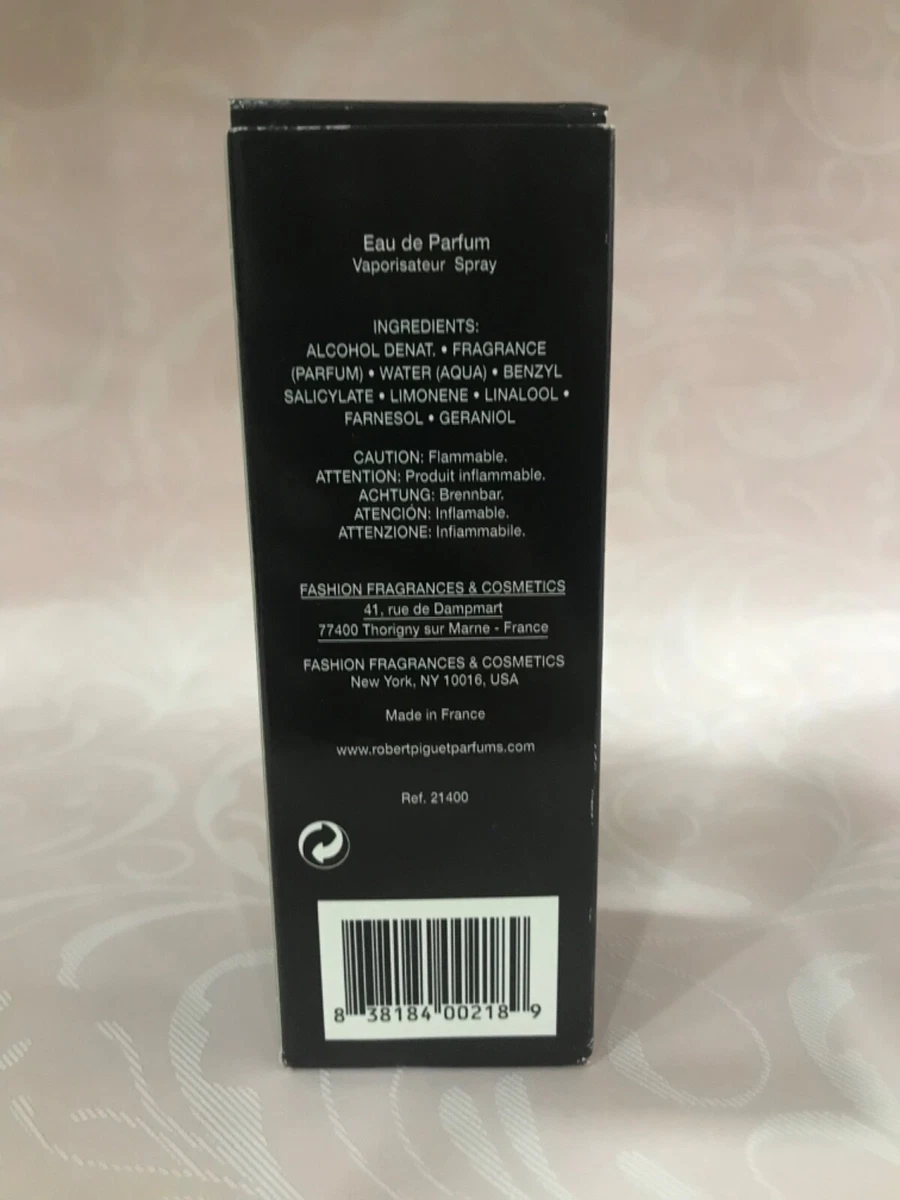 Eau de Parfum
Vaporisateur Spray
INGREDIENTS:
ALCOHOL DENAT. • FRAGRANCE
(PARFUM) • WATER (AQUA) • BENZYL
SALICYLATE • LIMONENE • LINALOOL •
FARNESOL • GERANIOL
CAUTION: Flammable.
ATTENTION: Produit inflammable.
ACHTUNG: Brennbar.
ATENCIÓN: Inflamable.
ATTENZIONE: Infiammabile.
FASHION FRAGRANCES & COSMETICS
41, rue de Dampmart
77400 Thorigny sur Marne - France
FASHION FRAGRANCES & COSMETICS
New York, NY 10016, USA
Made in France
www.robertpiguetparfums.com
Ref. 21400
8 38184 00218 9